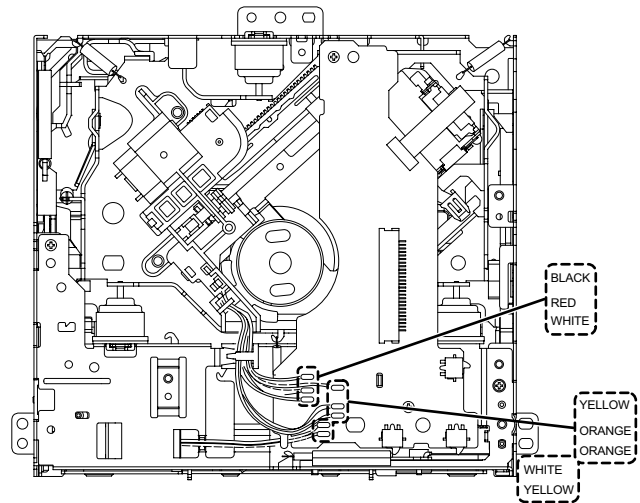 BLACK
RED
WHITE
YELLOW
ORANGE
ORANGE
WHITE
YELLOW